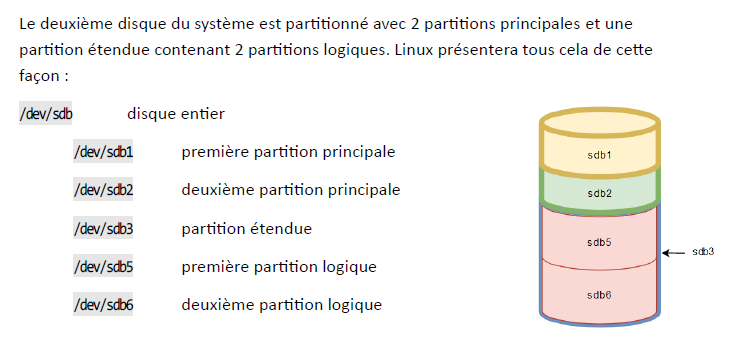 Le deuxième disque du système est partitionné avec 2 partitions principales et une
partition étendue contenant 2 partitions logiques. Linux présentera tous cela de cette
façon :
/dev/sdb disque entier
/dev/sdb1 première partition principale
/dev/sdb2 deuxième partition principale
/dev/sdb3 partition étendue
/dev/sdb5 première partition logique
/dev/sdb6 deuxième partition logique
sdb1
sdb2
sdb5
sdb3
sdb6